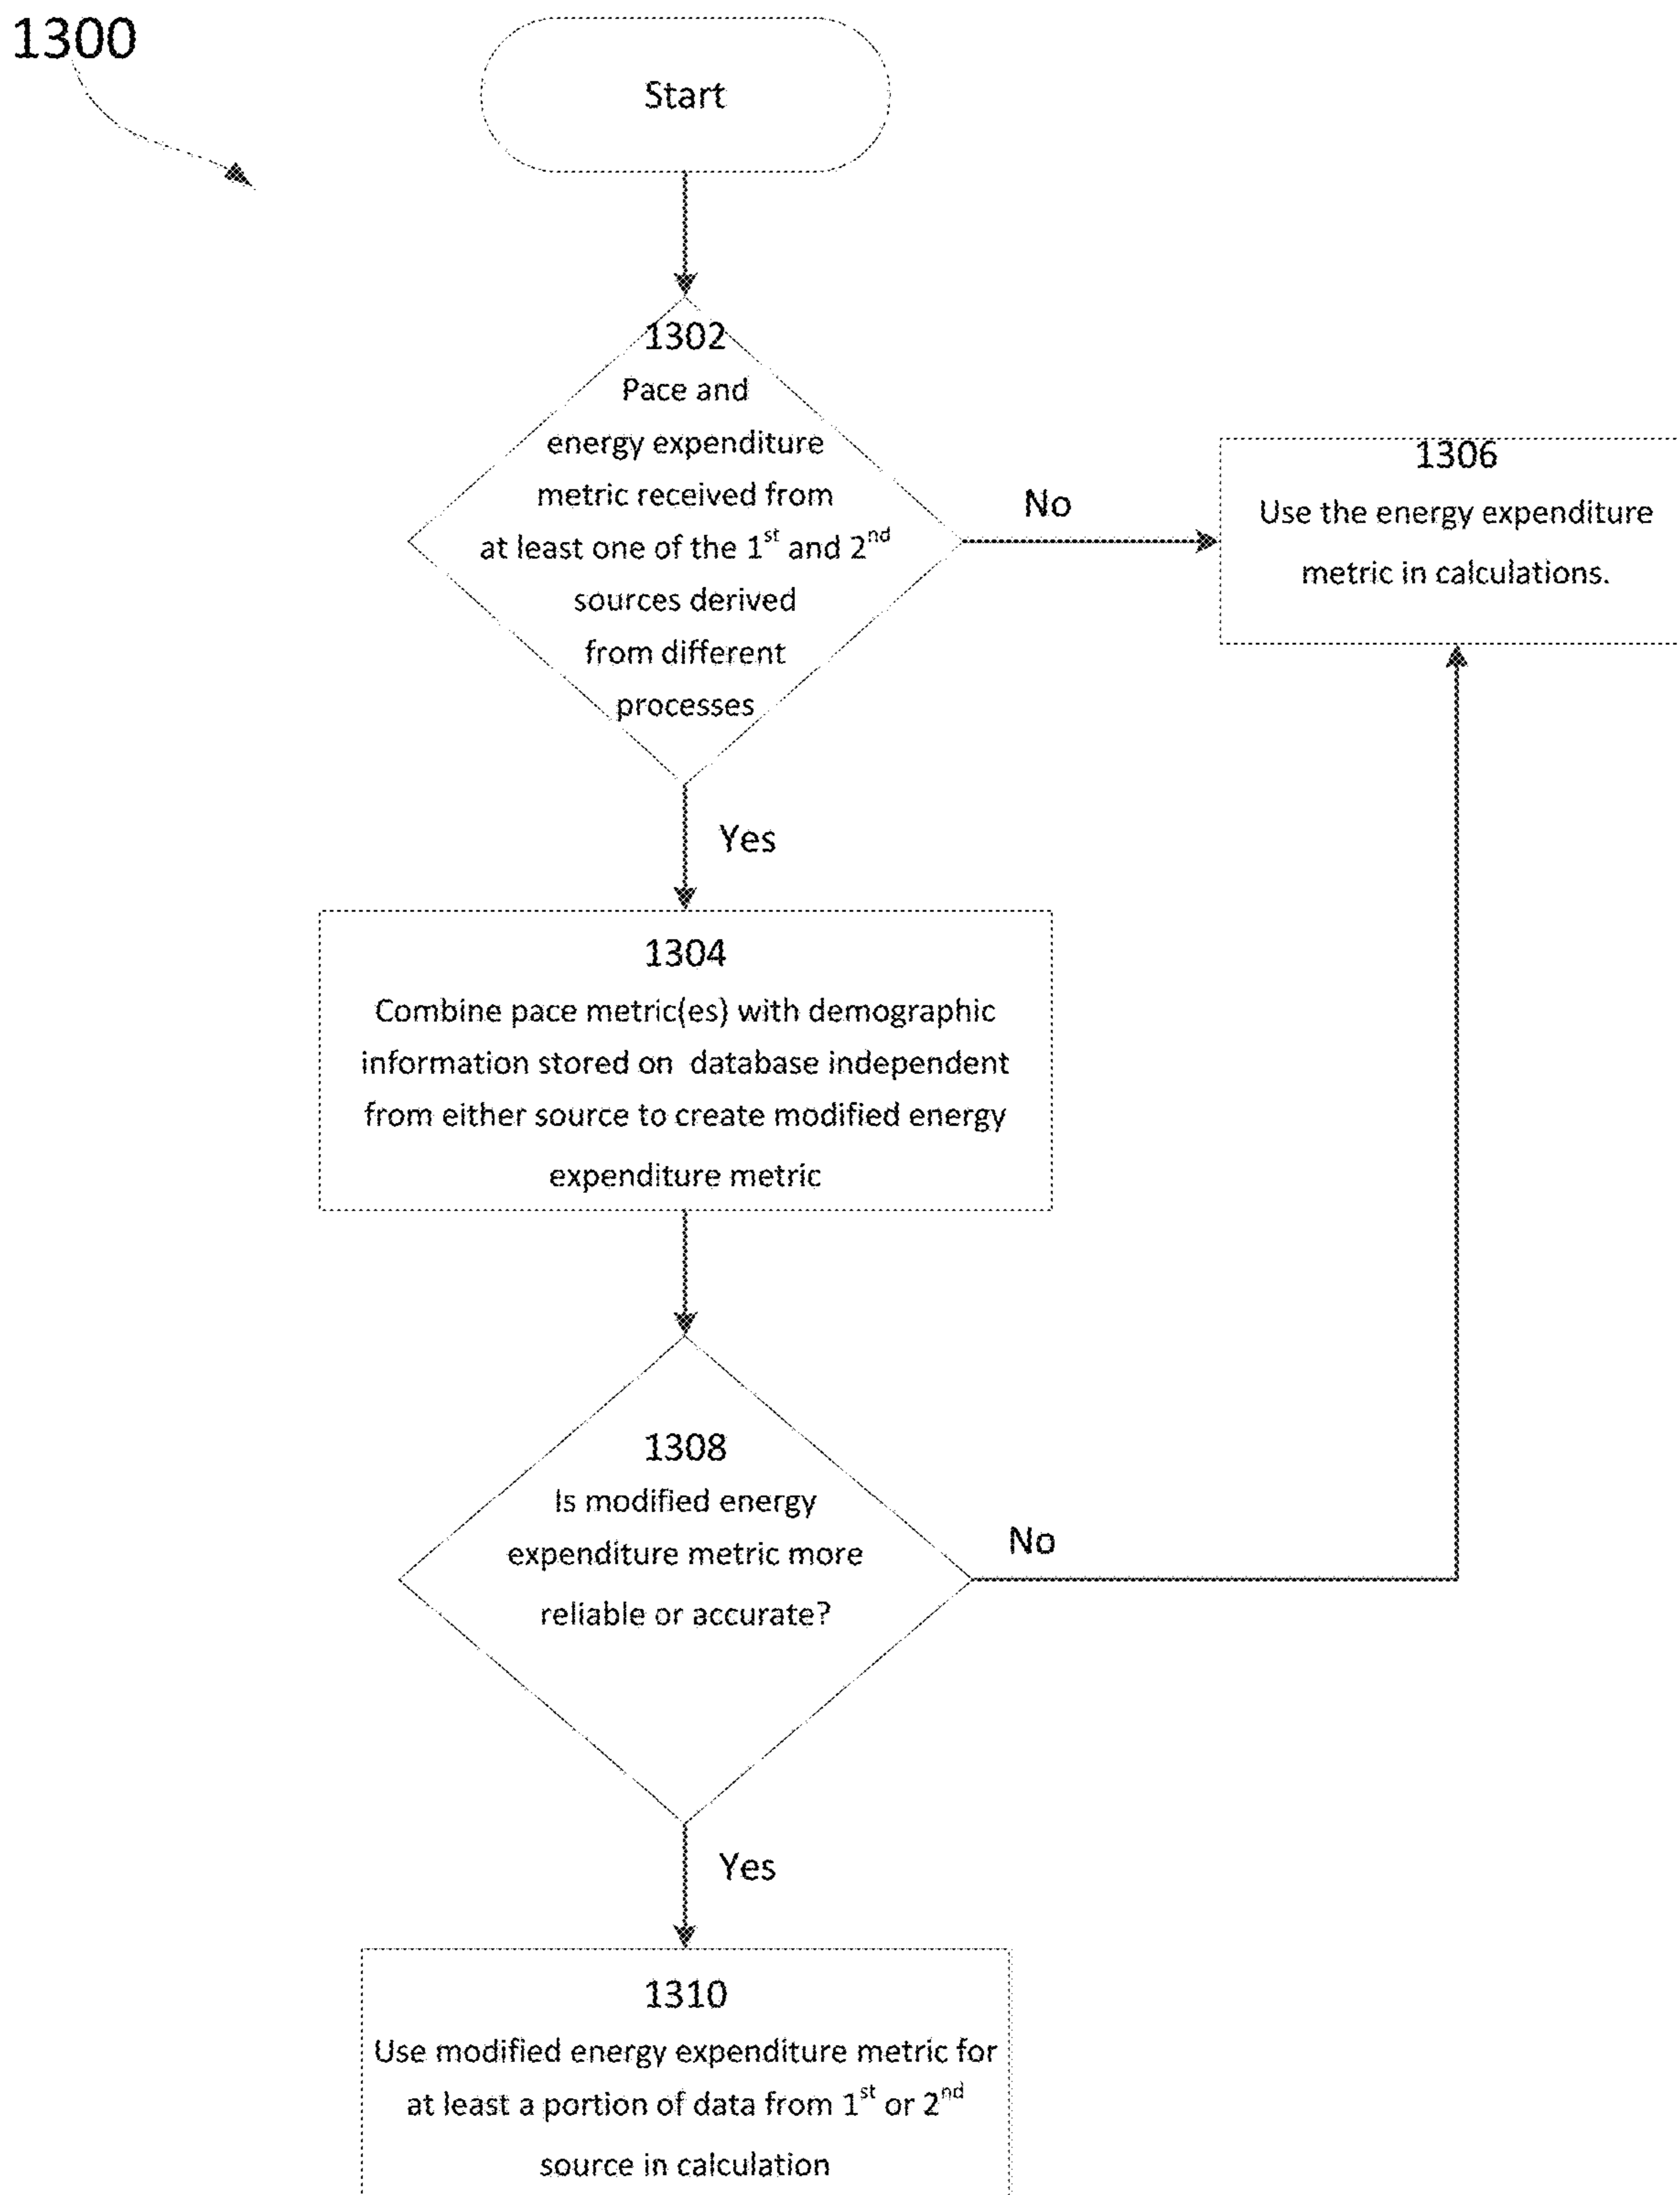 1300
Start
1302
Pace and
energy expenditure
metric received from
at least one of the 1st and 2nd
sources derived
from different
processes
No
1306
Use the energy expenditure
metric in calculations.
Yes
1304
Combine pace metric(es) with demographic
information stored on database independent
from either source to create modified energy
expenditure metric
1308
Is modified energy
expenditure metric more
reliable or accurate?
No
Yes
1310
Use modified energy expenditure metric for
at least a portion of data from 1st or 2nd
source in calculation